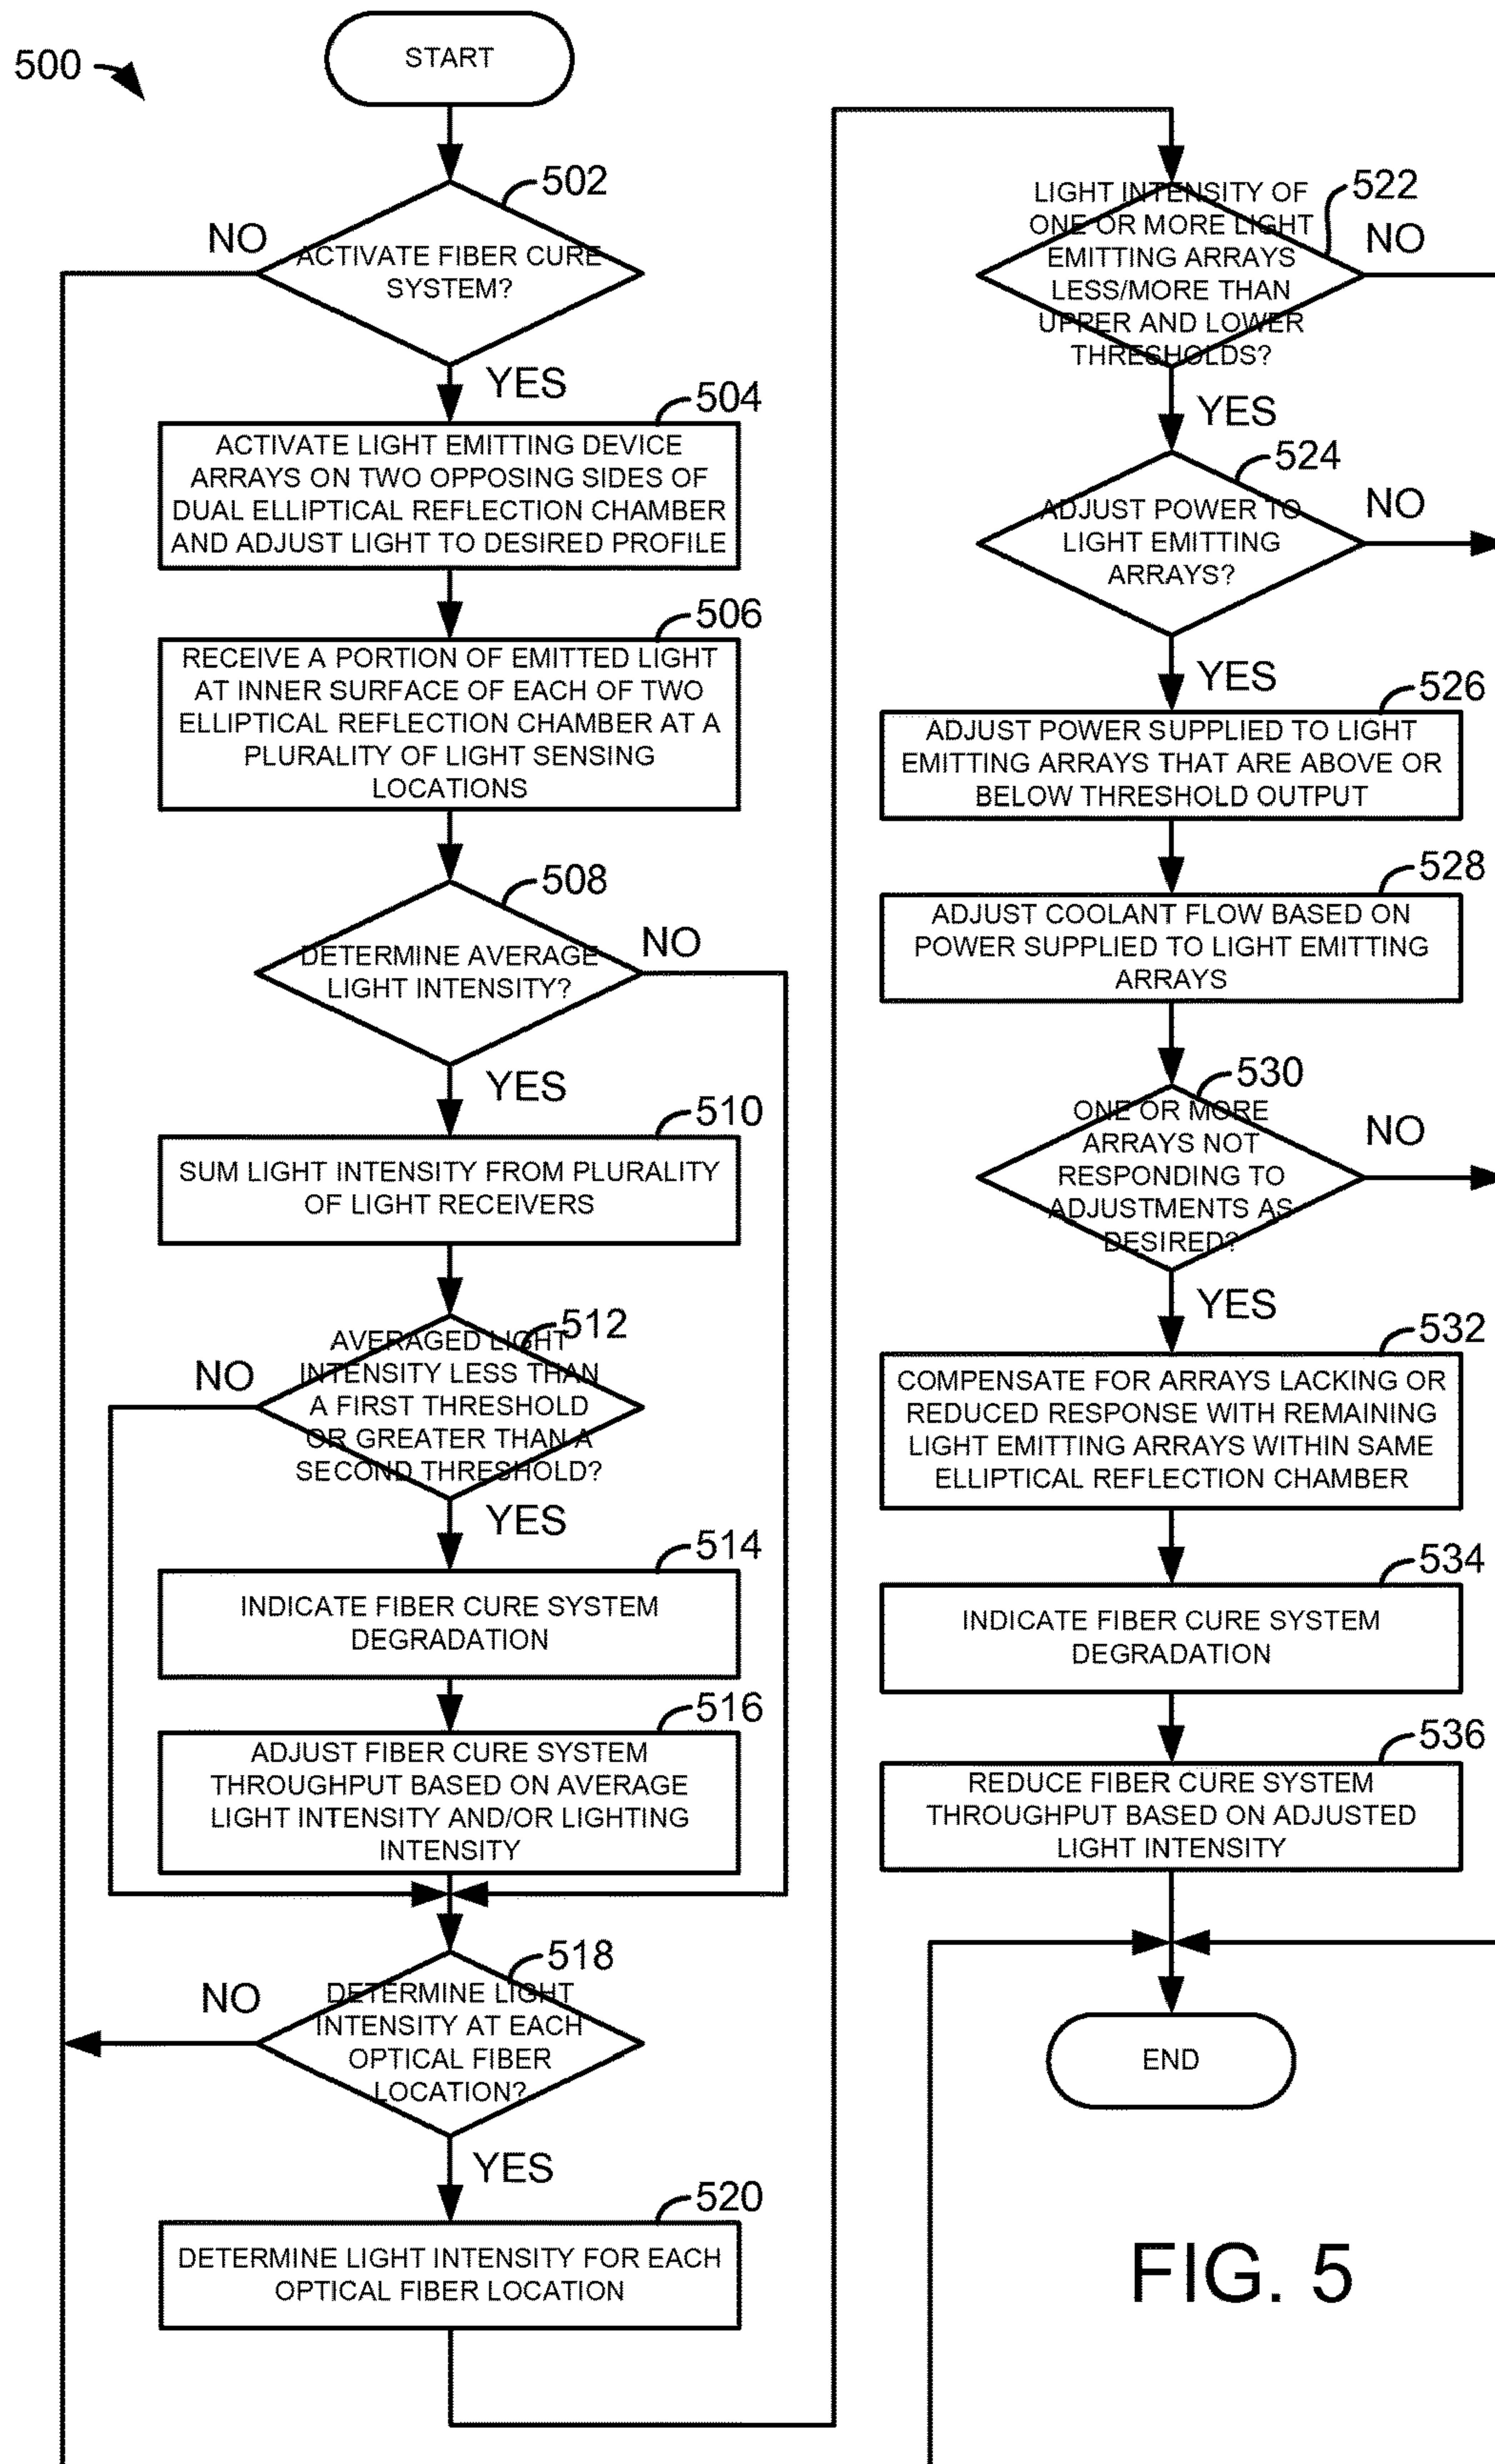 500
START
502
NO
ACTIVATE FIBER CURE
SYSTEM?
YES
504
ACTIVATE LIGHT EMITTING DEVICE
ARRAYS ON TWO OPPOSING SIDES OF
DUAL ELLIPTICAL REFLECTION CHAMBER
AND ADJUST LIGHT TO DESIRED PROFILE
506
RECEIVE A PORTION OF EMITTED LIGHT
AT INNER SURFACE OF EACH OF TWO
ELLIPTICAL REFLECTION CHAMBER AT A
PLURALITY OF LIGHT SENSING
LOCATIONS
508
NO
DETERMINE AVERAGE
LIGHT INTENSITY?
YES
510
SUM LIGHT INTENSITY FROM PLURALITY
OF LIGHT RECEIVERS
512
NO
AVERAGED LIGHT
INTENSITY LESS THAN
A FIRST THRESHOLD
OR GREATER THAN A
SECOND THRESHOLD?
YES
514
INDICATE FIBER CURE SYSTEM
DEGRADATION
516
ADJUST FIBER CURE SYSTEM
THROUGHPUT BASED ON AVERAGE
LIGHT INTENSITY AND/OR LIGHTING
INTENSITY
518
NO
DETERMINE LIGHT
INTENSITY AT EACH
OPTICAL FIBER
LOCATION?
YES
520
DETERMINE LIGHT INTENSITY FOR EACH
OPTICAL FIBER LOCATION
522
NO
LIGHT INTENSITY OF
ONE OR MORE LIGHT
EMITTING ARRAYS
LESS/MORE THAN
UPPER AND LOWER
THRESHOLDS?
YES
524
NO
ADJUST POWER TO
LIGHT EMITTING
ARRAYS?
YES
526
ADJUST POWER SUPPLIED TO LIGHT
EMITTING ARRAYS THAT ARE ABOVE OR
BELOW THRESHOLD OUTPUT
528
ADJUST COOLANT FLOW BASED ON
POWER SUPPLIED TO LIGHT EMITTING
ARRAYS
530
NO
ONE OR MORE
ARRAYS NOT
RESPONDING TO
ADJUSTMENTS AS
DESIRED?
YES
532
COMPENSATE FOR ARRAYS LACKING OR
REDUCED RESPONSE WITH REMAINING
LIGHT EMITTING ARRAYS WITHIN SAME
ELLIPTICAL REFLECTION CHAMBER
534
INDICATE FIBER CURE SYSTEM
DEGRADATION
536
REDUCE FIBER CURE SYSTEM
THROUGHPUT BASED ON ADJUSTED
LIGHT INTENSITY
END
FIG. 5